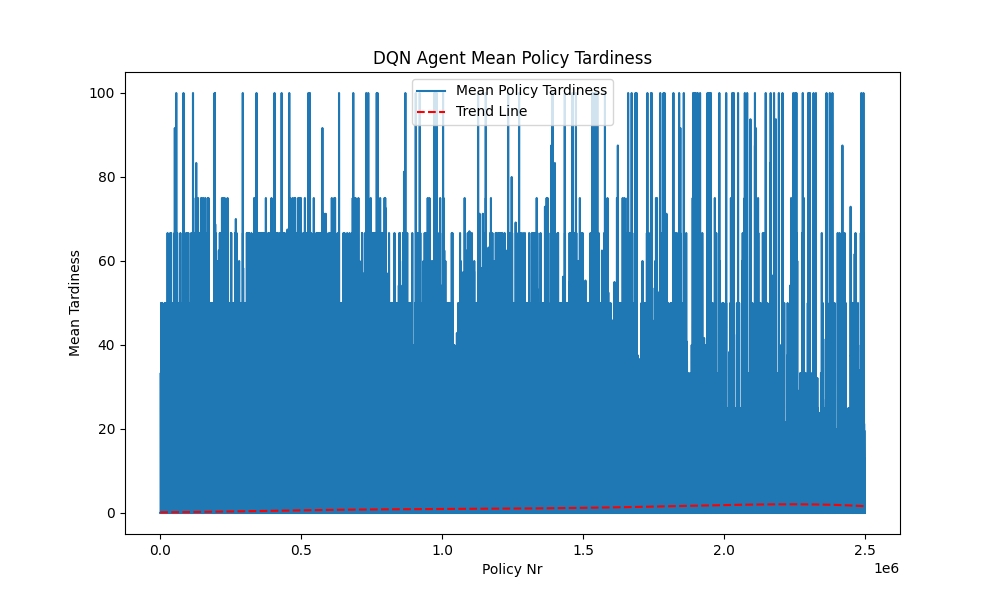 DQN Agent Mean Policy Tardiness
Mean Policy Tardiness
Trend Line
Mean Tardiness
100
80
60
40
20
0
0.0 0.5 1.0 1.5 2.0 2.5
1e6
Policy Nr